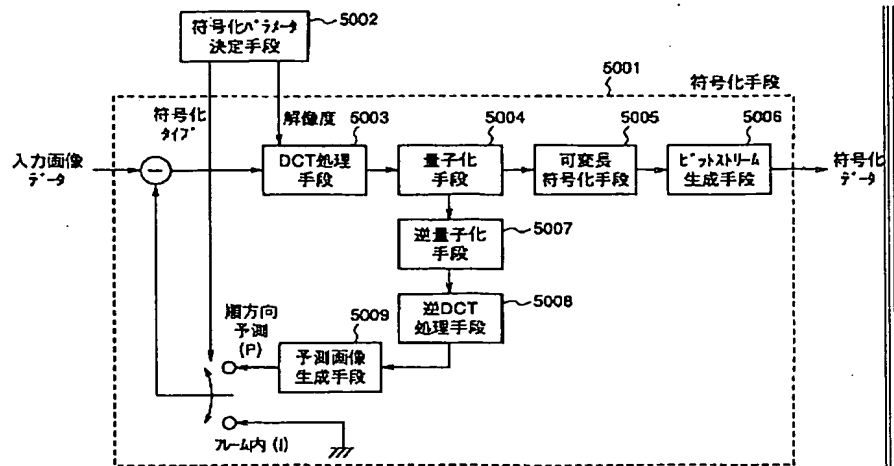 符号化パラメータ
決定手段
5002
5001
符号化手段
符号化
タイプ
解像度
5003
5004
5005
5006
入力画像
データ
DCT処理
手段
量子化
手段
可変長
符号化手段
ビットストリーム
生成手段
符号化
データ
逆量子化
手段
5007
逆DCT
処理手段
5008
順方向
予測
(P)
5009
予測画像
生成手段
フレーム内 (I)